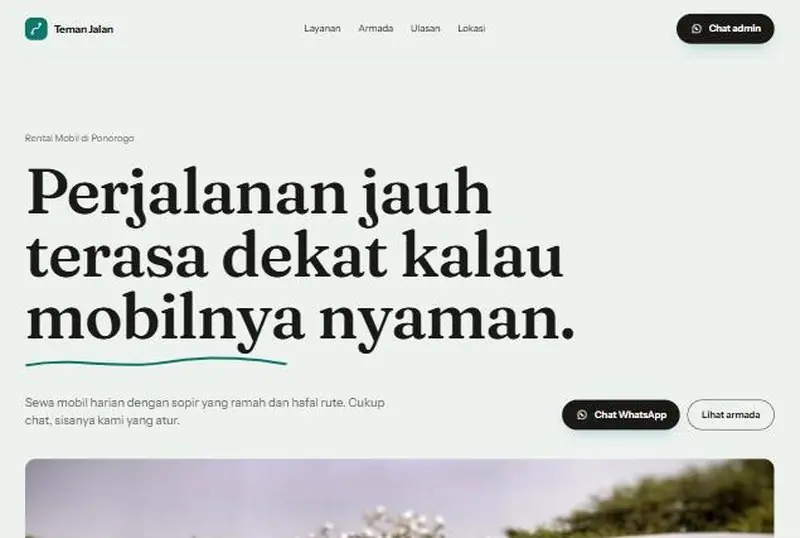 Teman Jalan
Layanan Armada Ulasan Lokasi
Chat admin
Rental Mobil di Ponorogo
Perjalanan jauh
terasa dekat kalau
mobilnya nyaman.
Sewa mobil harian dengan sopir yang ramah dan hafal rute. Cukup
chat, sisanya kami yang atur.
Chat WhatsApp
Lihat armada